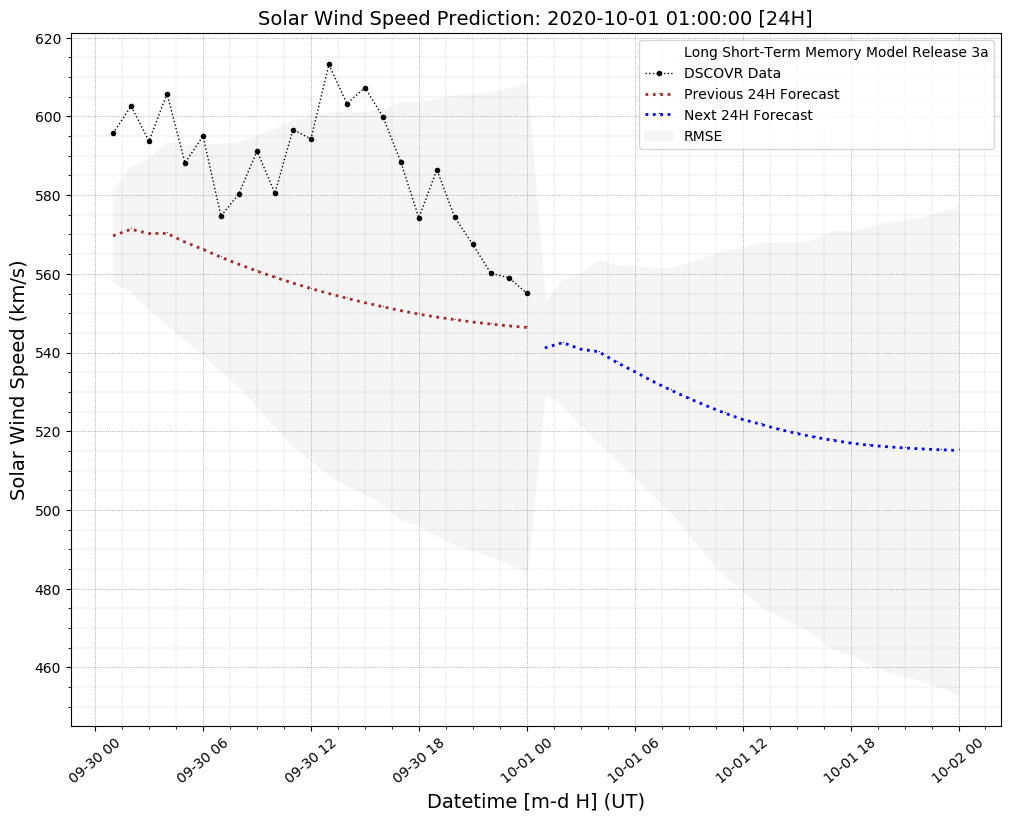 Solar Wind Speed Prediction: 2020-10-01 01:00:00 [24H]
Long Short-Term Memory Model Release 3a
DSCOVR Data
Previous 24H Forecast
Next 24H Forecast
RMSE
Solar Wind Speed (km/s)
620
600
580
560
540
520
500
480
460
09-30 00
09-30 06
09-30 12
09-30 18
10-01 00
10-01 06
10-01 12
10-01 18
10-02 00
Datetime [m-d H] (UT)